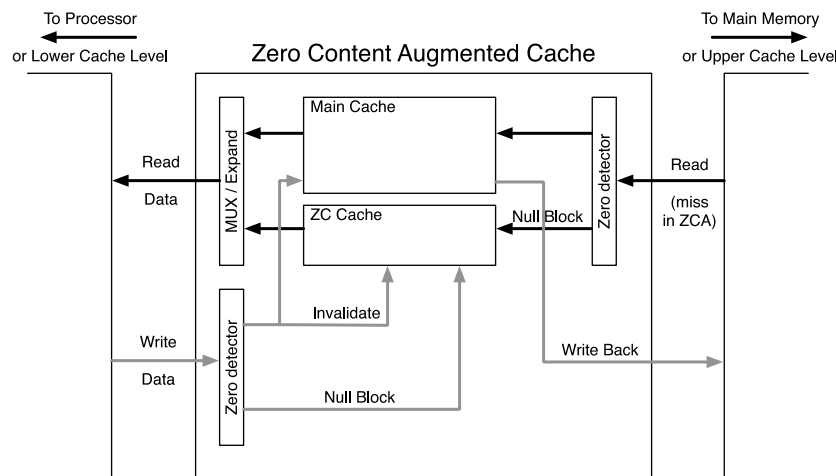 To Processor
or Lower Cache Level
Zero Content Augmented Cache
To Main Memory
or Upper Cache Level
Main Cache
MUX / Expand
Zero detector
Read
Data
Read
(miss
in ZCA)
ZC Cache
Null Block
Zero detector
Invalidate
Write
Data
Write Back
Null Block